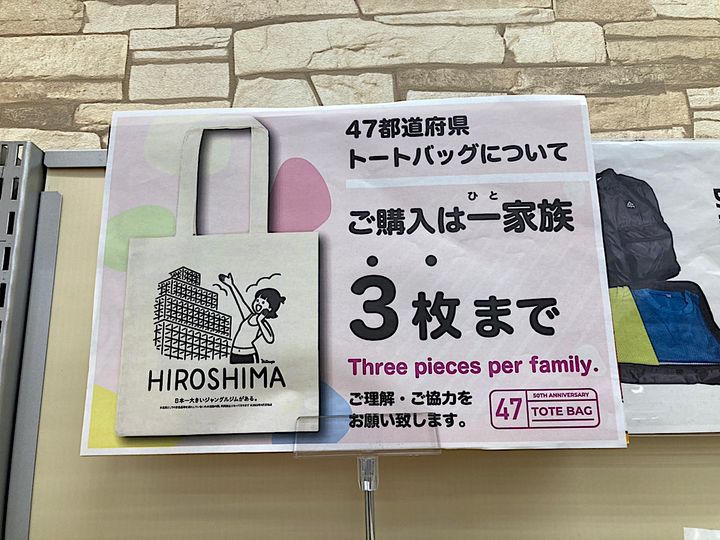 47都道府県
トートバッグについて
ご購入は一家族
ひと
3枚まで
Three pieces per family.
ご理解・ご協力を
お願い致します。
47
50TH ANNIVERSARY
TOTE BAG
HIROSHIMA
日本一大きいジャングルジムがある。